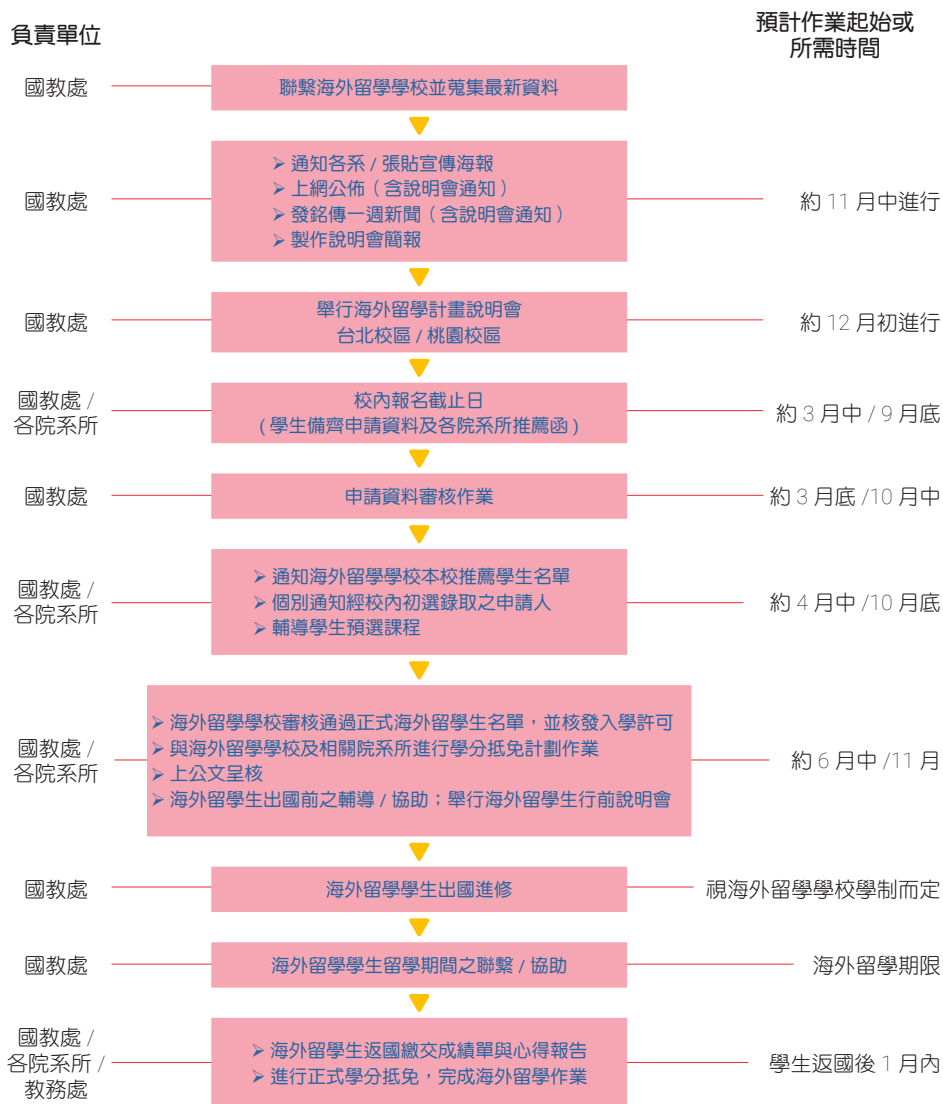 負責單位
預計作業起始或
所需時間
國教處
聯繫海外留學學校並蒐集最新資料
國教處
➢ 通知各系 / 張貼宣傳海報
➢ 上網公佈（含說明會通知）
➢ 發銘傳一週新聞（含說明會通知）
➢ 製作說明會簡報
約 11 月中進行
國教處
舉行海外留學計畫說明會
台北校區 / 桃園校區
約 12 月初進行
國教處 /
各院系所
校內報名截止日
( 學生備齊申請資料及各院系所推薦函 )
約 3 月中 / 9 月底
國教處
申請資料審核作業
約 3 月底 /10 月中
國教處 /
各院系所
➢ 通知海外留學學校本校推薦學生名單
➢ 個別通知經校內初選錄取之申請人
➢ 輔導學生預選課程
約 4 月中 /10 月底
國教處 /
各院系所
➢ 海外留學學校審核通過正式海外留學生名單，並核發入學許可
➢ 與海外留學學校及相關院系所進行學分抵免計劃作業
➢ 上公文呈核
➢ 海外留學生出國前之輔導 / 協助；舉行海外留學生行前說明會
約 6 月中 /11 月
國教處
海外留學學生出國進修
視海外留學學校學制而定
國教處
海外留學學生留學期間之聯繫 / 協助
海外留學期限
國教處 /
各院系所 /
教務處
➢ 海外留學生返國繳交成績單與心得報告
➢ 進行正式學分抵免，完成海外留學作業
學生返國後 1 月內